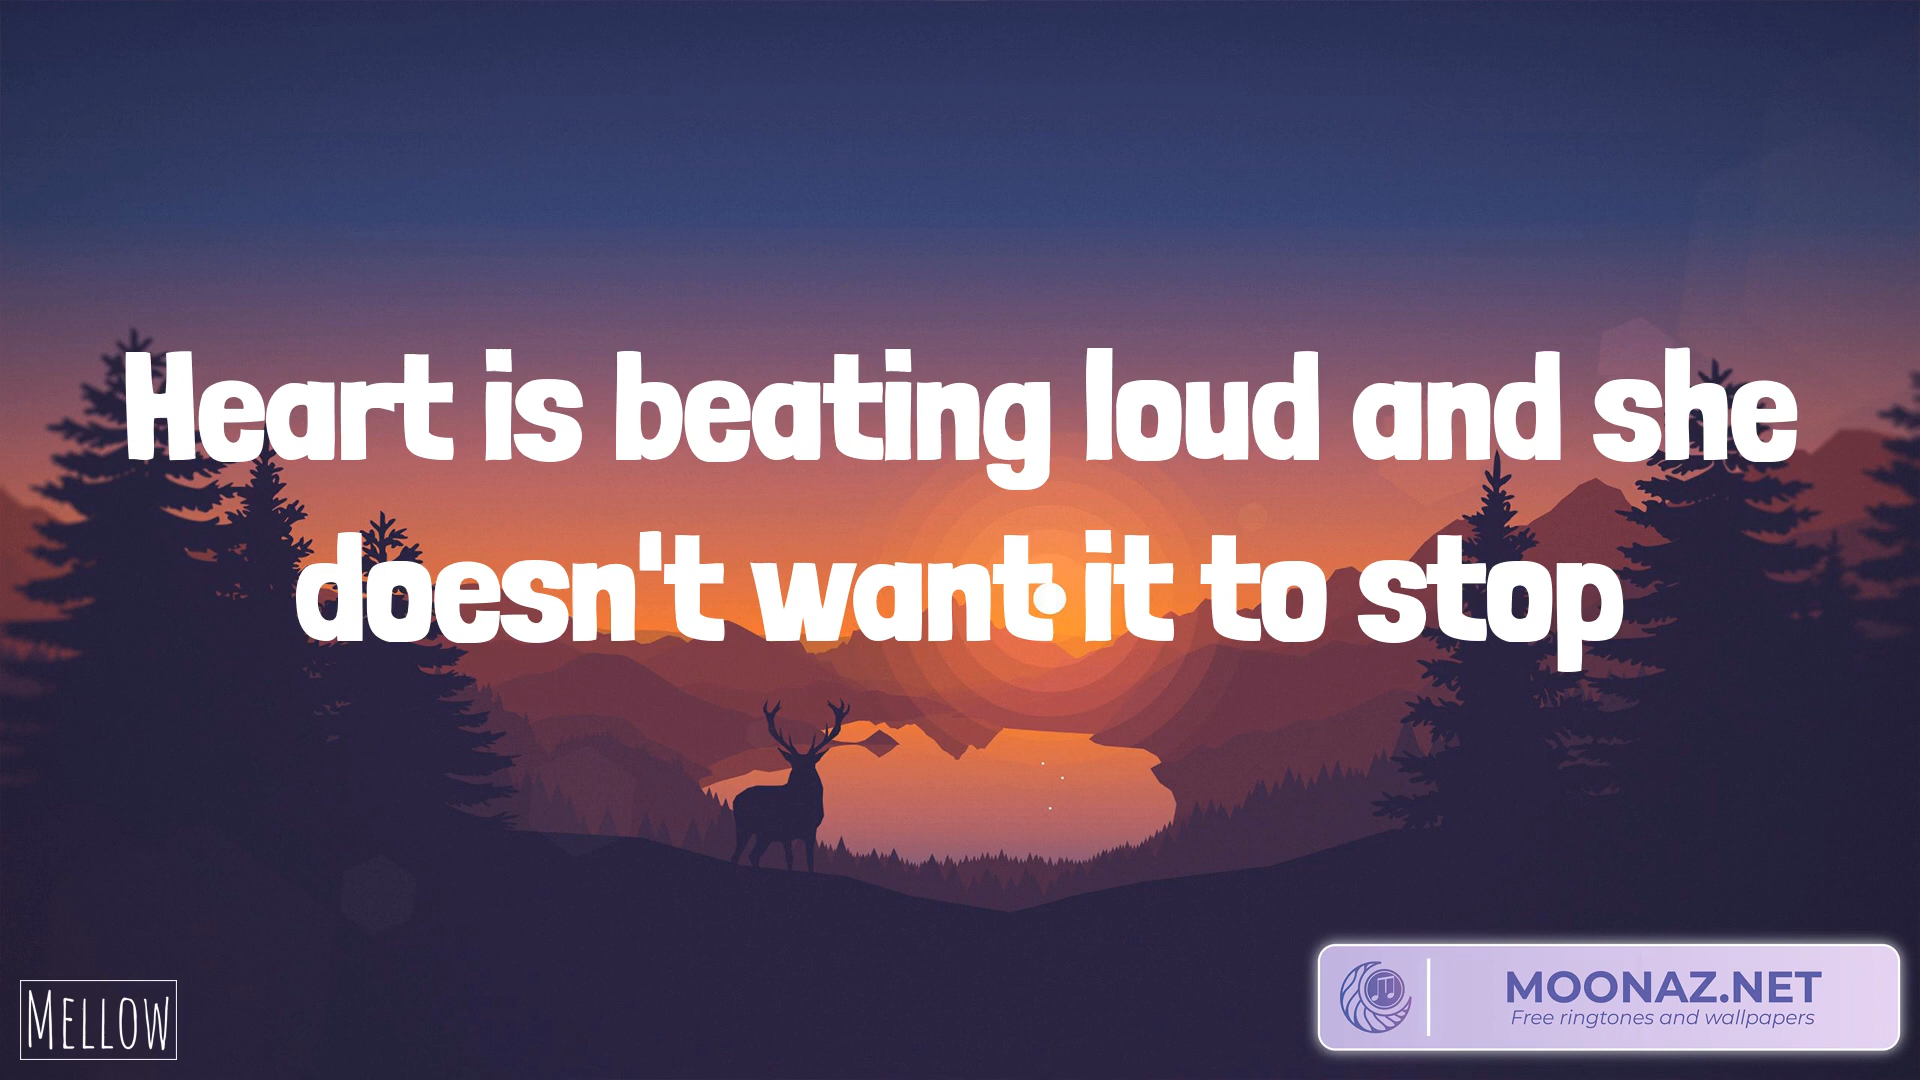 Heart is beating loud and she
doesn't want it to stop
MELLOW
MOONAZ.NET
Free ringtones and wallpapers